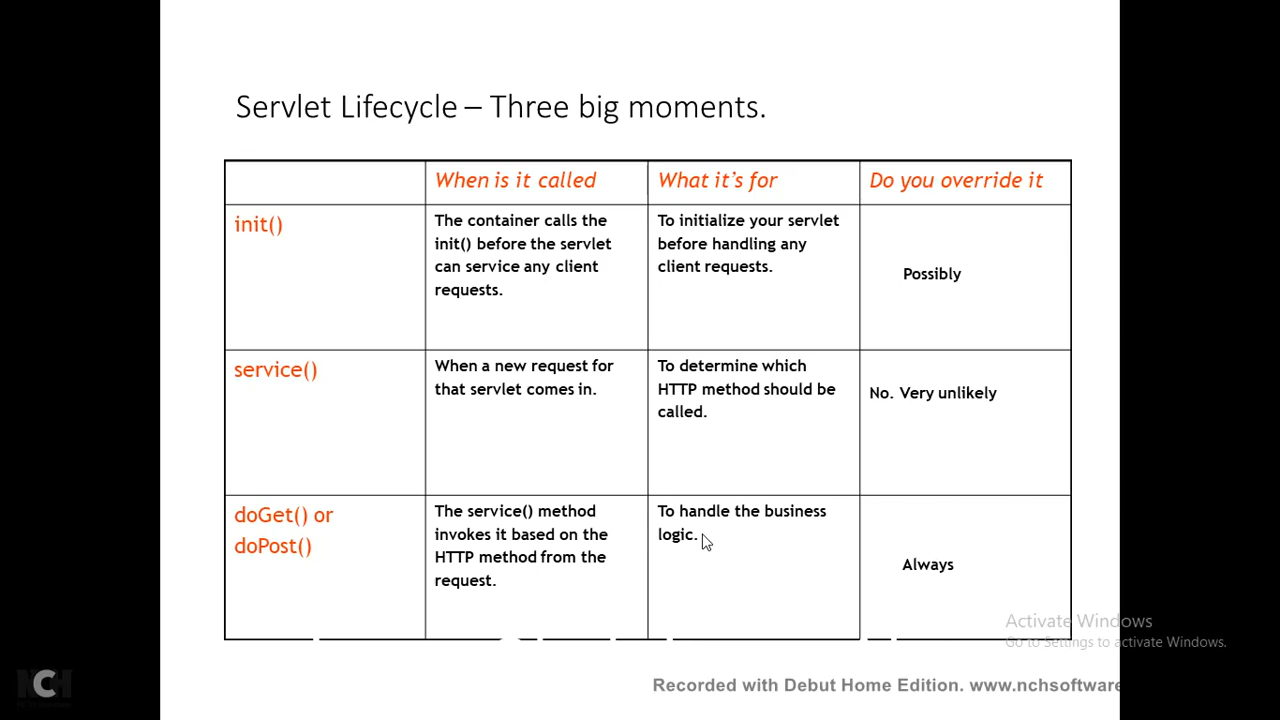 Servlet Lifecycle – Three big moments.
When is it called
What it's for
Do you override it
init()
The container calls the
init() before the servlet
can service any client
requests.
To initialize your servlet
before handling any
client requests.
Possibly
service()
When a new request for
that servlet comes in.
To determine which
HTTP method should be
called.
No. Very unlikely
doGet() or
doPost()
The service() method
invokes it based on the
HTTP method from the
request.
To handle the business
logic.
Always
Activate Windows
Go to Settings to activate Windows.
Recorded with Debut Home Edition. www.nchsoftware
NCH